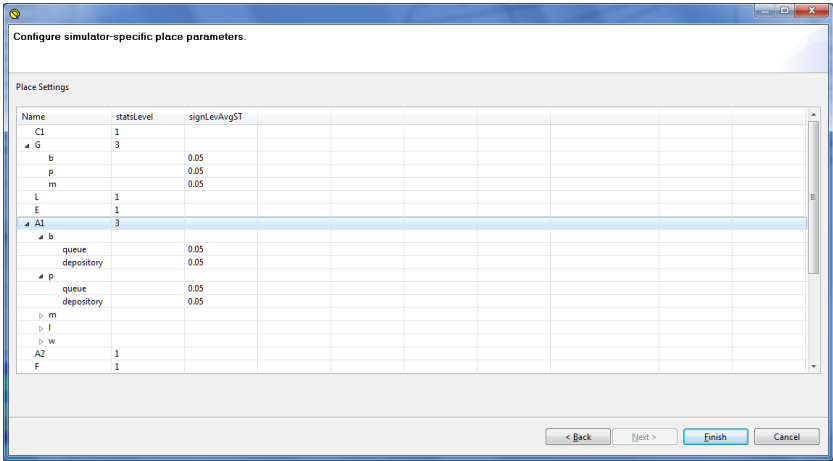 Configure simulator-specific place parameters.
Place Settings
Name statsLevel signLevAvgST
C1 1
G 3
b 0.05
p 0.05
m 0.05
L 1
E 1
A1 3
b
queue 0.05
depository 0.05
p
queue 0.05
depository 0.05
m
l
w
A2 1
F 1
< Back Next > Finish Cancel